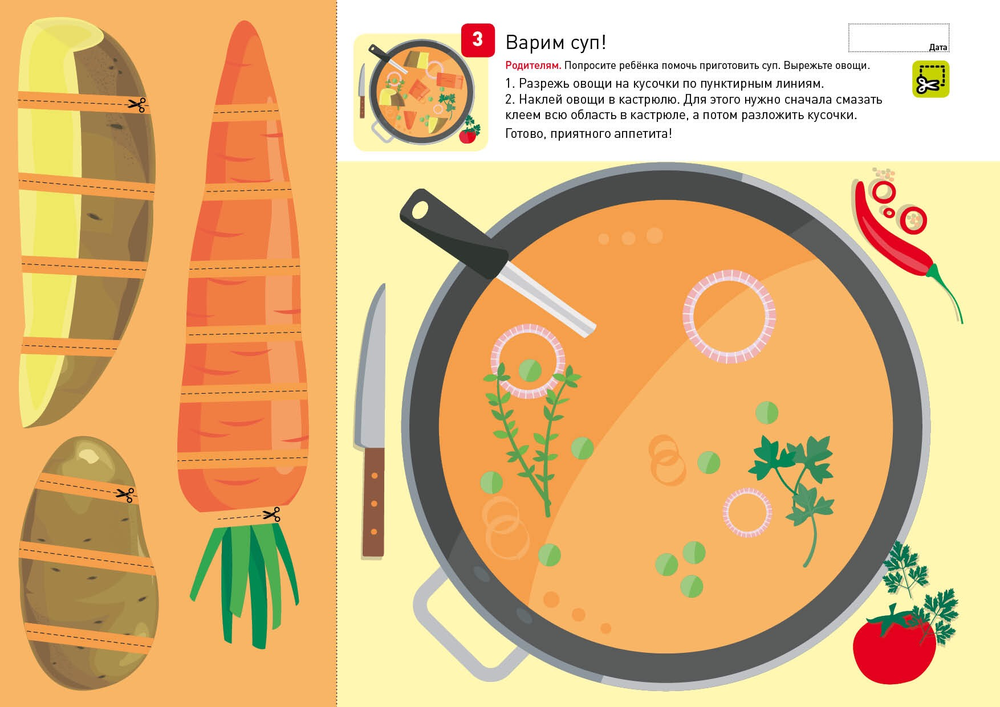 3
Варим суп!
Дата
Родителям. Попросите ребёнка помочь приготовить суп. Вырежьте овощи.
1. Разрежь овощи на кусочки по пунктирным линиям.
2. Наклей овощи в кастрюлю. Для этого нужно сначала смазать
клеем всю область в кастрюле, а потом разложить кусочки.
Готово, приятного аппетита!